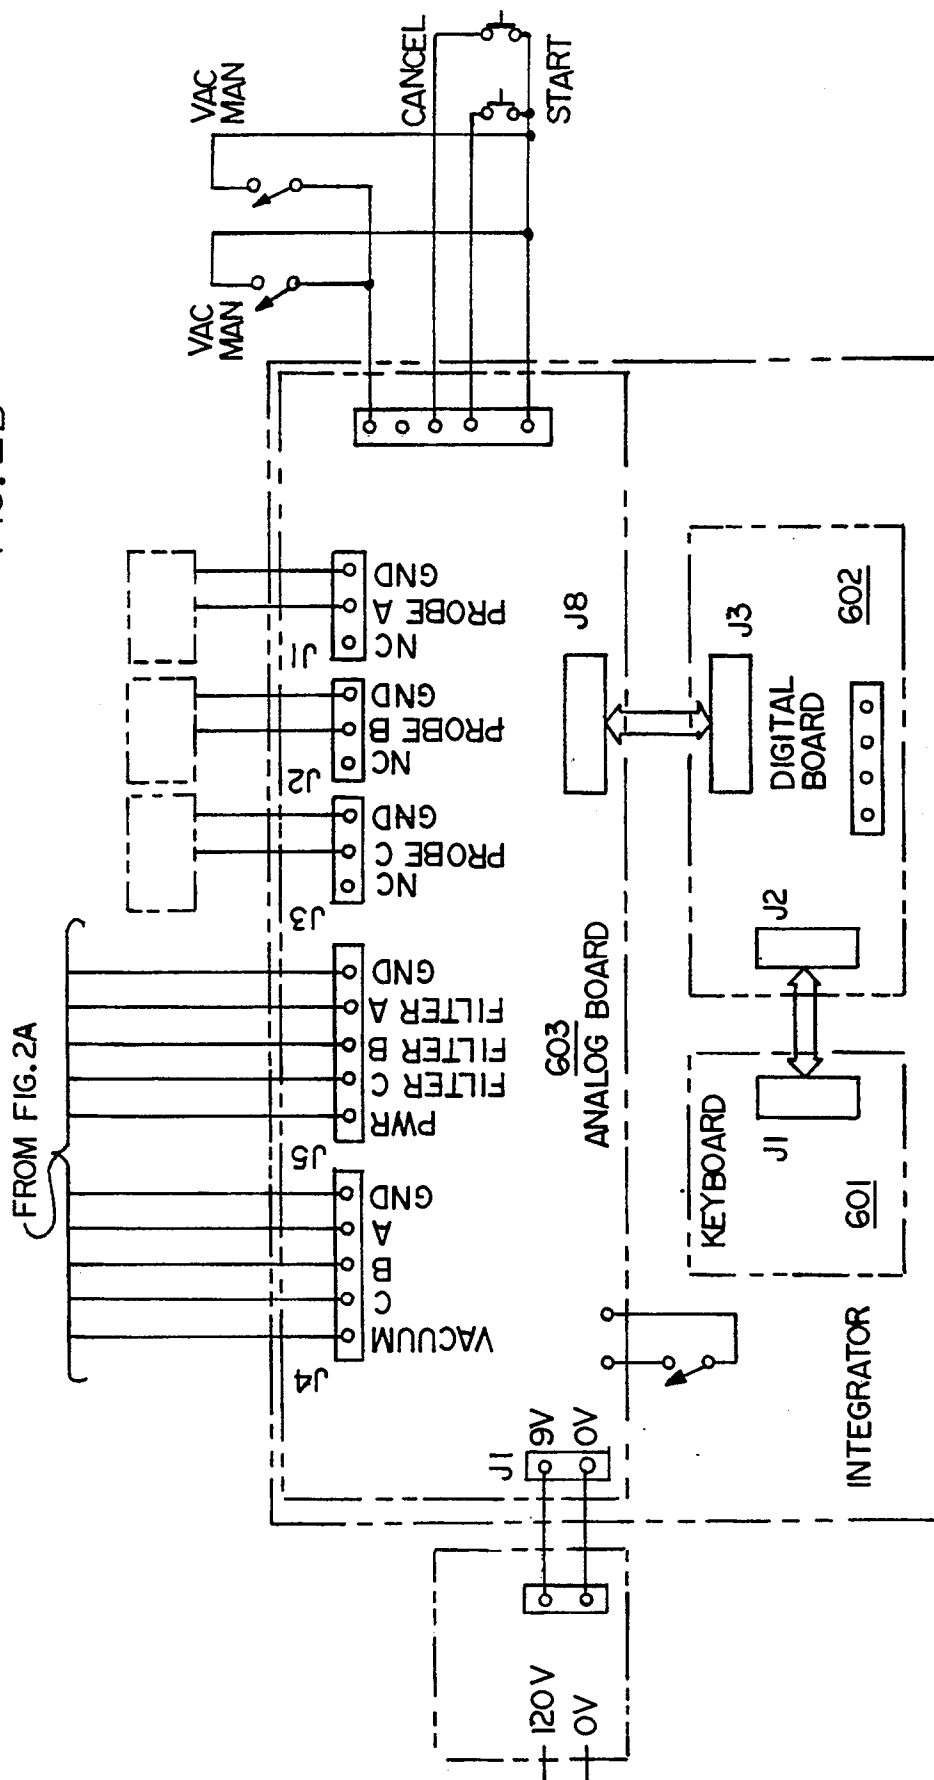 VAC
MAN
VAC
MAN
CANCEL
START
FROM FIG. 2A
J4
VACUUM
C
B
A
GND
J5
PWR
FILTER C
FILTER B
FILTER A
GND
J3
NC
PROBE C
GND
J2
NC
PROBE B
GND
J1
NC
PROBE A
GND
J1
9V
0V
120V
0V
603
ANALOG BOARD
J8
J3
DIGITAL
BOARD
602
J2
KEYBOARD
J1
601
INTEGRATOR